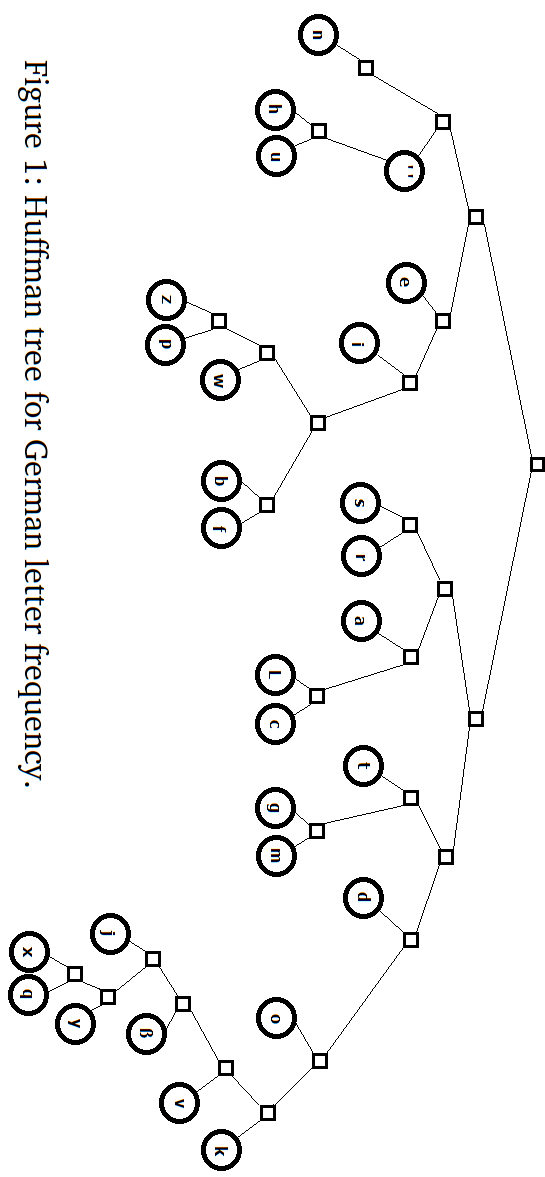 ' ' e
i s r a t d
n
h u L c g m o
w b f k
v
z p
ß
j
y
x q
Figure 1: Huffman tree for German letter frequency.